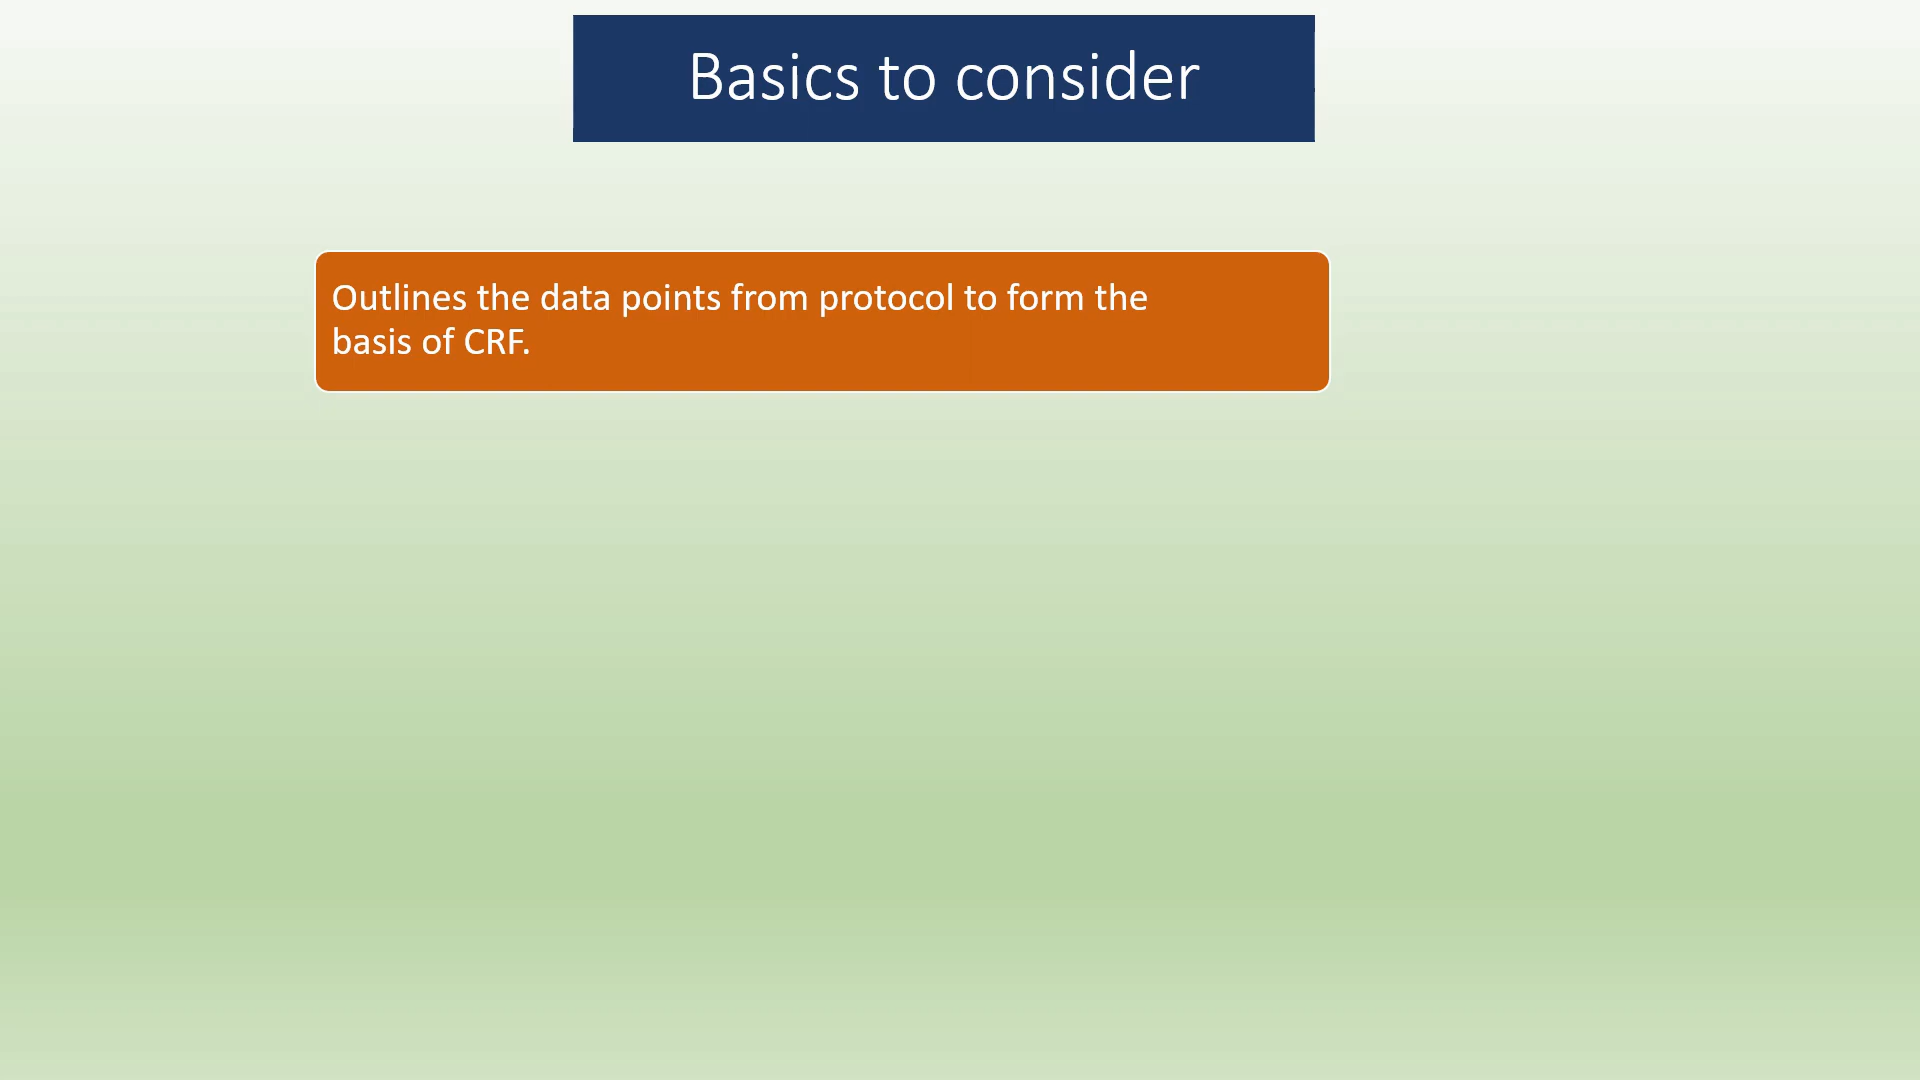 Basics to consider
Outlines the data points from protocol to form the
basis of CRF.